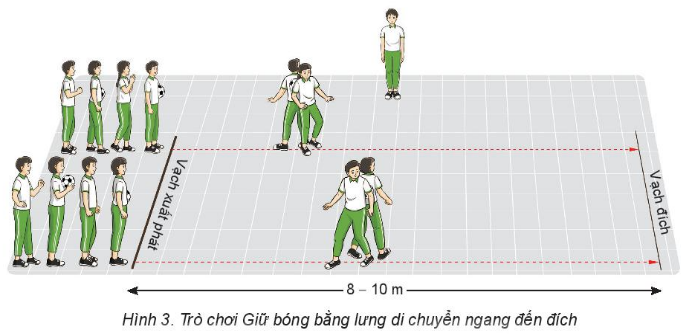 Vạch xuất phát
Vạch đích
8 – 10 m
Hình 3. Trò chơi Giữ bóng bằng lưng di chuyển ngang đến đích